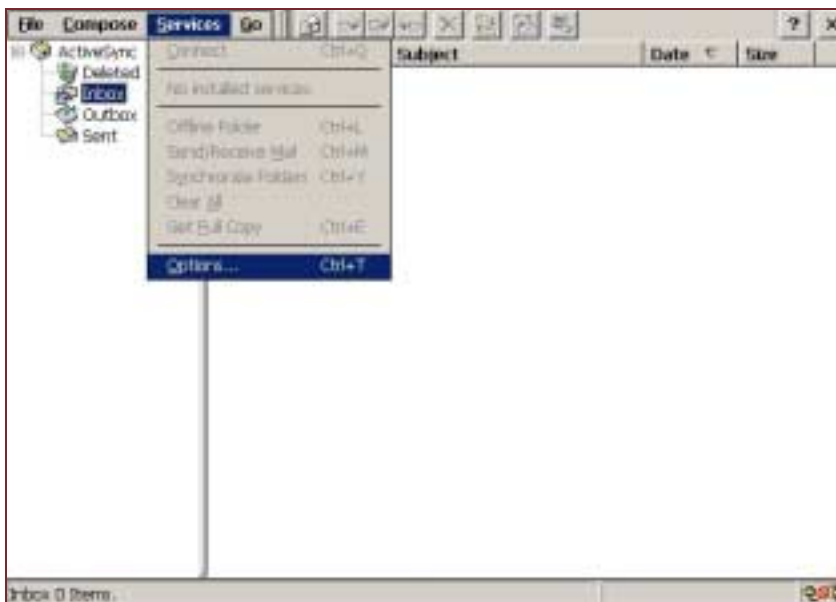 File Compose Services Go ? x
ActiveSync
Deleted
Inbox
Outbox
Sent
Connect Ctrl+Q
No installed services
Offline Folder Ctrl+L
Send/Receive Mail Ctrl+M
Synchronize Folders Ctrl+Y
Clear All
Get Full Copy Ctrl+E
Options... Ctrl+T
Subject Date Size
Inbox 0 Items.